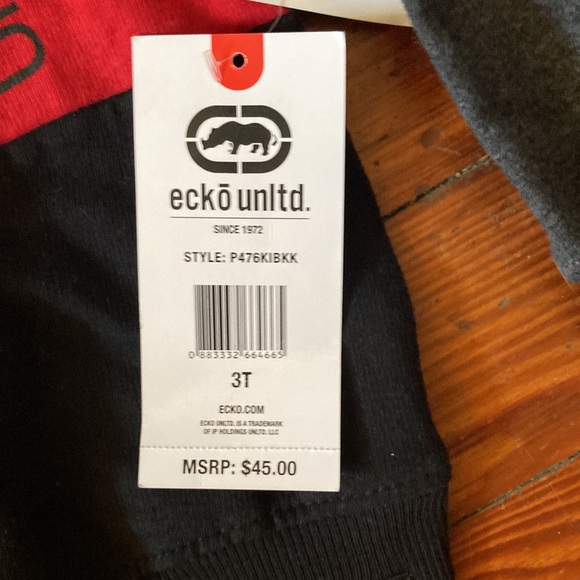 eckō unltd.
SINCE 1972
STYLE: P476KIBKK
0 883332 664665
3T
ECKO.COM
ECKO UNLTD. IS A TRADEMARK
OF IP HOLDINGS UNLTD. LLC
MSRP: $45.00